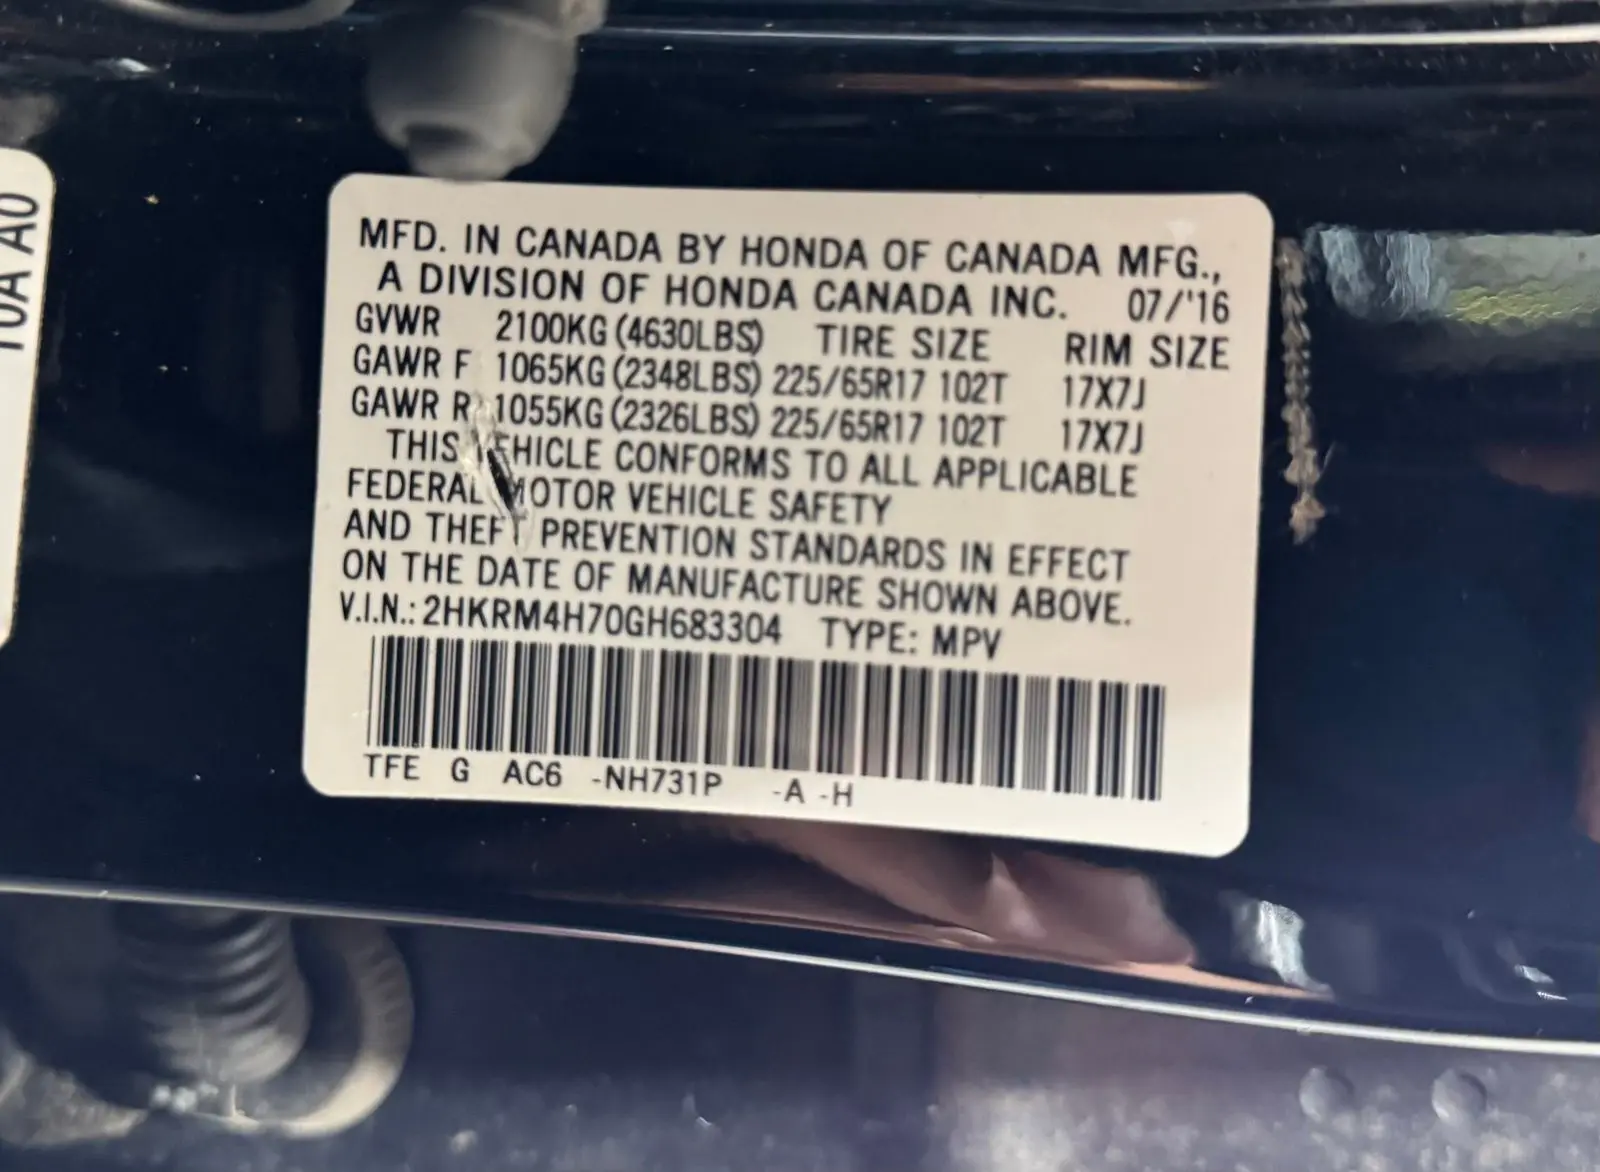 10A A0
MFD. IN CANADA BY HONDA OF CANADA MFG.,
A DIVISION OF HONDA CANADA INC. 07/'16
GVWR 2100KG (4630LBS) TIRE SIZE RIM SIZE
GAWR F 1065KG (2348LBS) 225/65R17 102T 17X7J
GAWR R 1055KG (2326LBS) 225/65R17 102T 17X7J
THIS VEHICLE CONFORMS TO ALL APPLICABLE
FEDERAL MOTOR VEHICLE SAFETY
AND THEFT PREVENTION STANDARDS IN EFFECT
ON THE DATE OF MANUFACTURE SHOWN ABOVE.
V.I.N.: 2HKRM4H70GH683304 TYPE: MPV
TFE G AC6 -NH731P -A -H